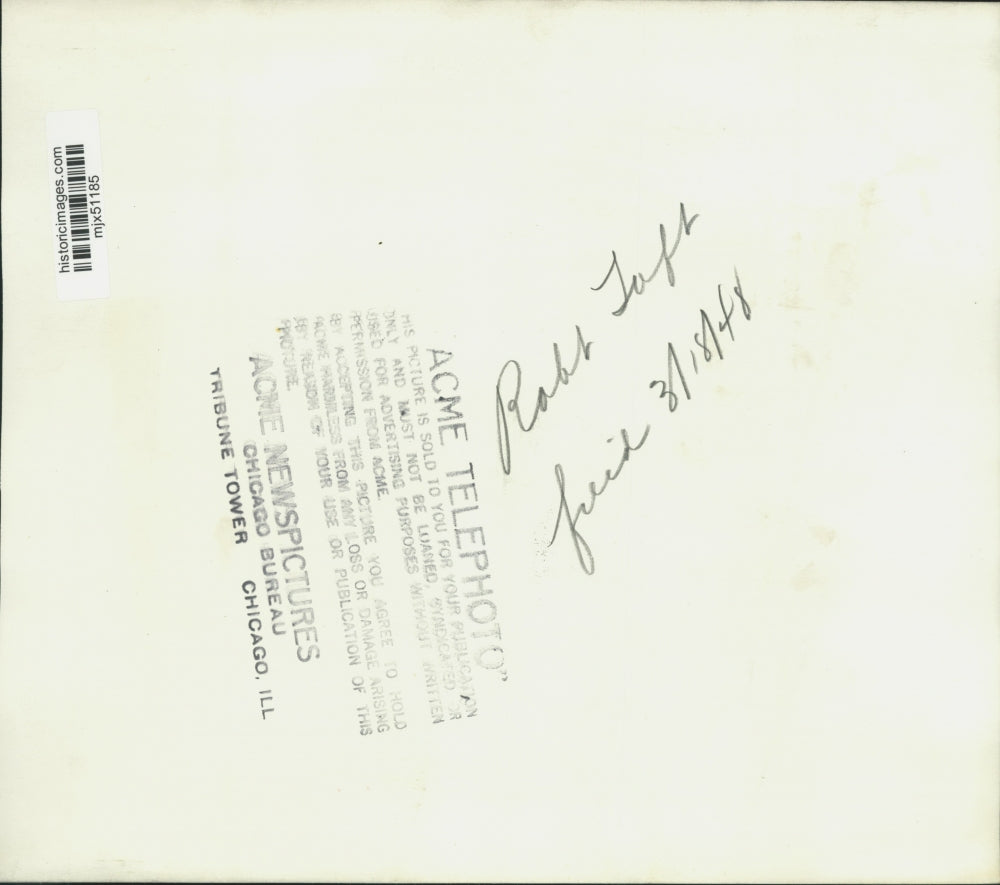 historicimages.com
mjx51185
Robt Taft
3/18/48
ACME TELEPHOTO"
HIS PICTURE IS SOLD TO YOU FOR YOUR PUBLICATION
ONLY AND MUST NOT BE LOANED, SYNDICATED OR
USED FOR ADVERTISING PURPOSES WITHOUT WRITTEN
PERMISSION FROM ACME.
BY ACCEPTING THIS PICTURE YOU AGREE TO HOLD
ACME HARMLESS FROM ANY LOSS OR DAMAGE ARISING
BY REASON OF YOUR USE OR PUBLICATION OF THIS
PICTURE
ACME NEWSPICTURES
CHICAGO BUREAU
TRIBUNE TOWER CHICAGO, ILL